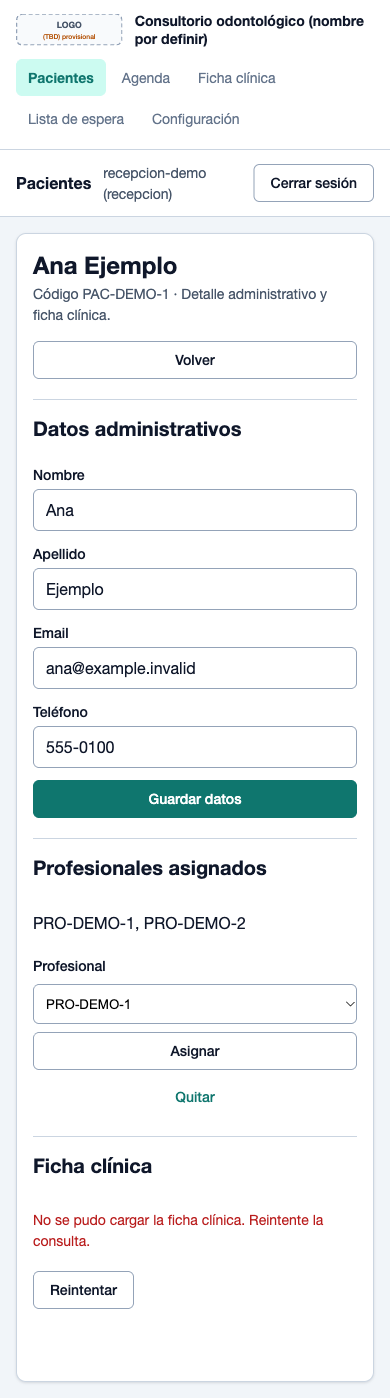 LOGO
(TBD) provisional
Consultorio odontológico (nombre
por definir)
Pacientes
Agenda
Ficha clínica
Lista de espera
Configuración
Pacientes
recepcion-demo
(recepcion)
Cerrar sesión
Ana Ejemplo
Código PAC-DEMO-1 · Detalle administrativo y
ficha clínica.
Volver
Datos administrativos
Nombre
Ana
Apellido
Ejemplo
Email
ana@example.invalid
Teléfono
555-0100
Guardar datos
Profesionales asignados
PRO-DEMO-1, PRO-DEMO-2
Profesional
PRO-DEMO-1
Asignar
Quitar
Ficha clínica
No se pudo cargar la ficha clínica. Reintente la
consulta.
Reintentar